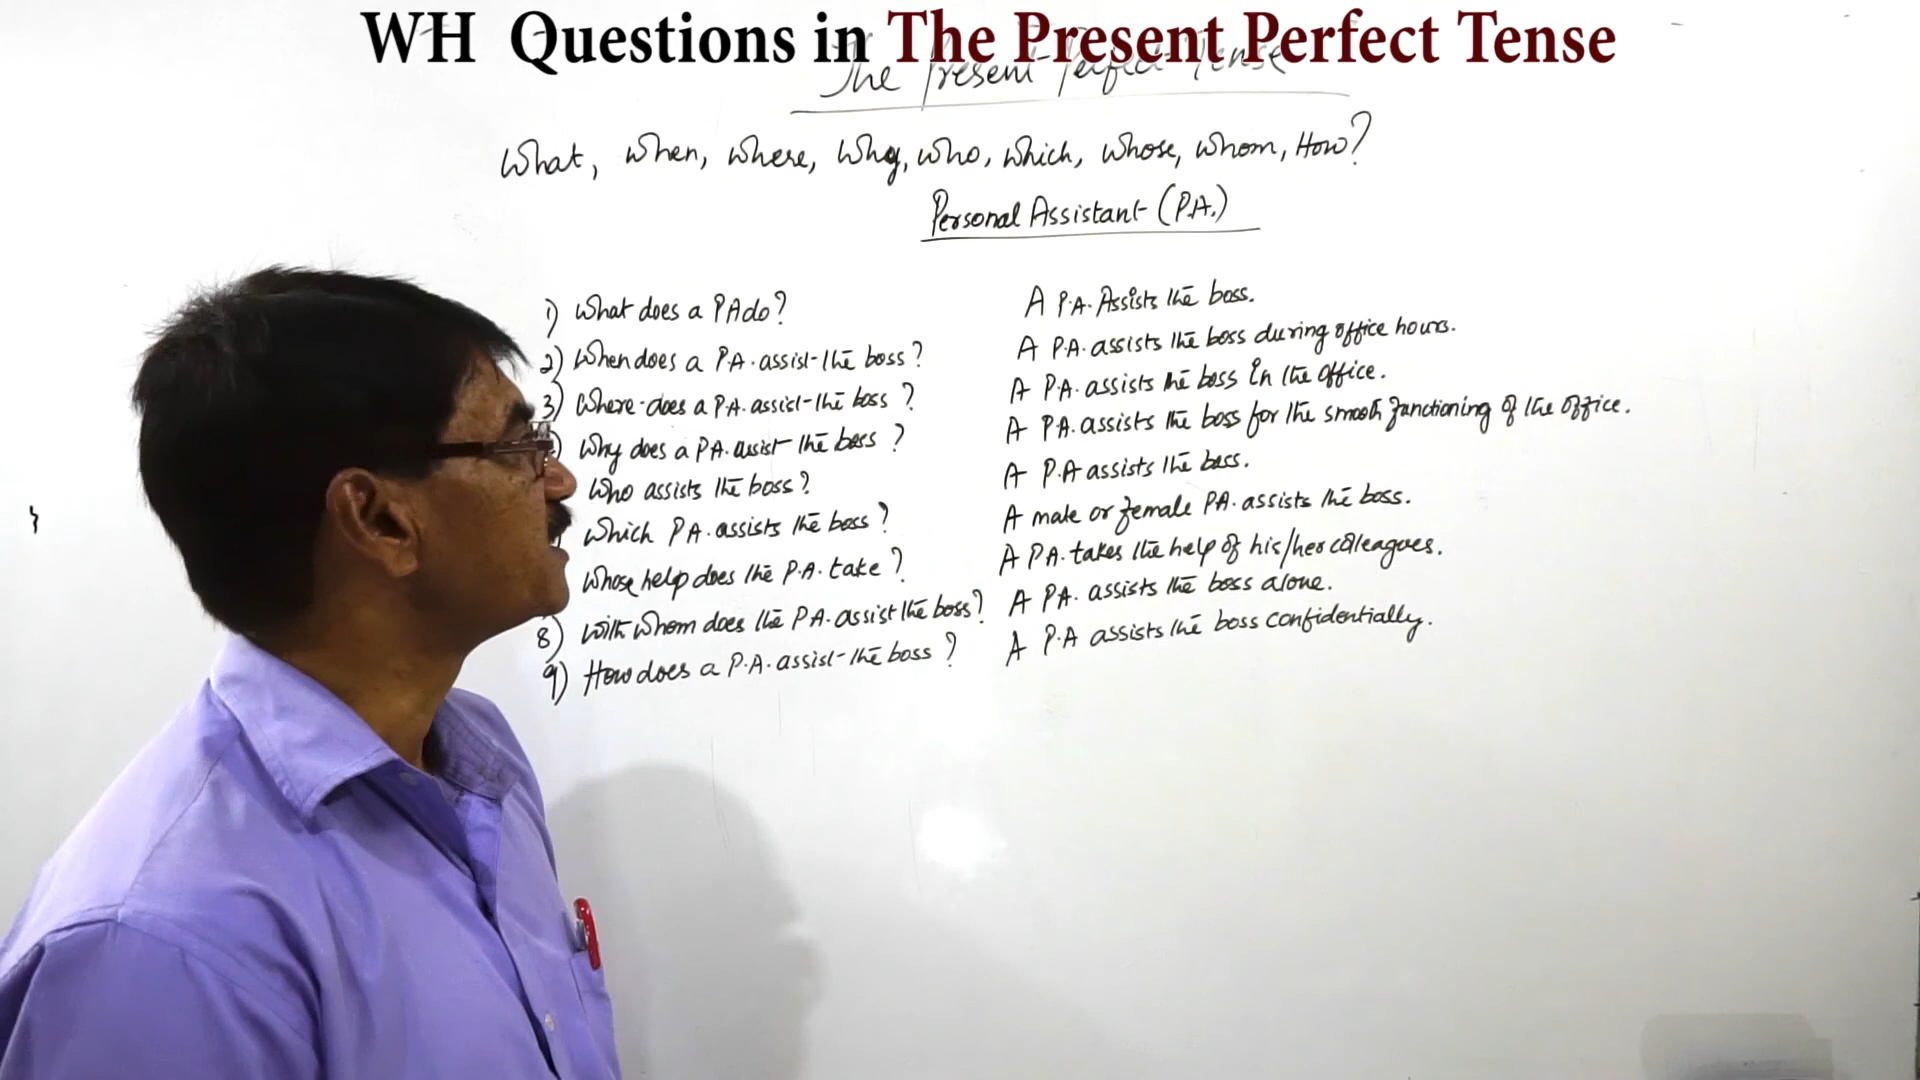 WH Questions in The Present Perfect Tense
The Present Perfect Tense
What, when, where, Why, who, which, whose, whom, How?
Personal Assistant (P.A.)
1) What does a PA do? A P.A. Assists the boss.
2) When does a P.A. assist the boss? A P.A. assists the boss during office hours.
3) Where does a P.A. assist the boss? A P.A. assists the boss in the office.
) Why does a P.A. assist the boss? A P.A. assists the boss for the smooth functioning of the office.
Who assists the boss? A P.A assists the boss.
Which P.A. assists the boss? A male or female P.A. assists the boss.
Whose help does the P.A. take? A P.A. takes the help of his/her colleagues.
8) With whom does the P.A. assist the boss? A P.A. assists the boss alone.
9) How does a P.A. assist the boss? A P.A assists the boss confidentially.